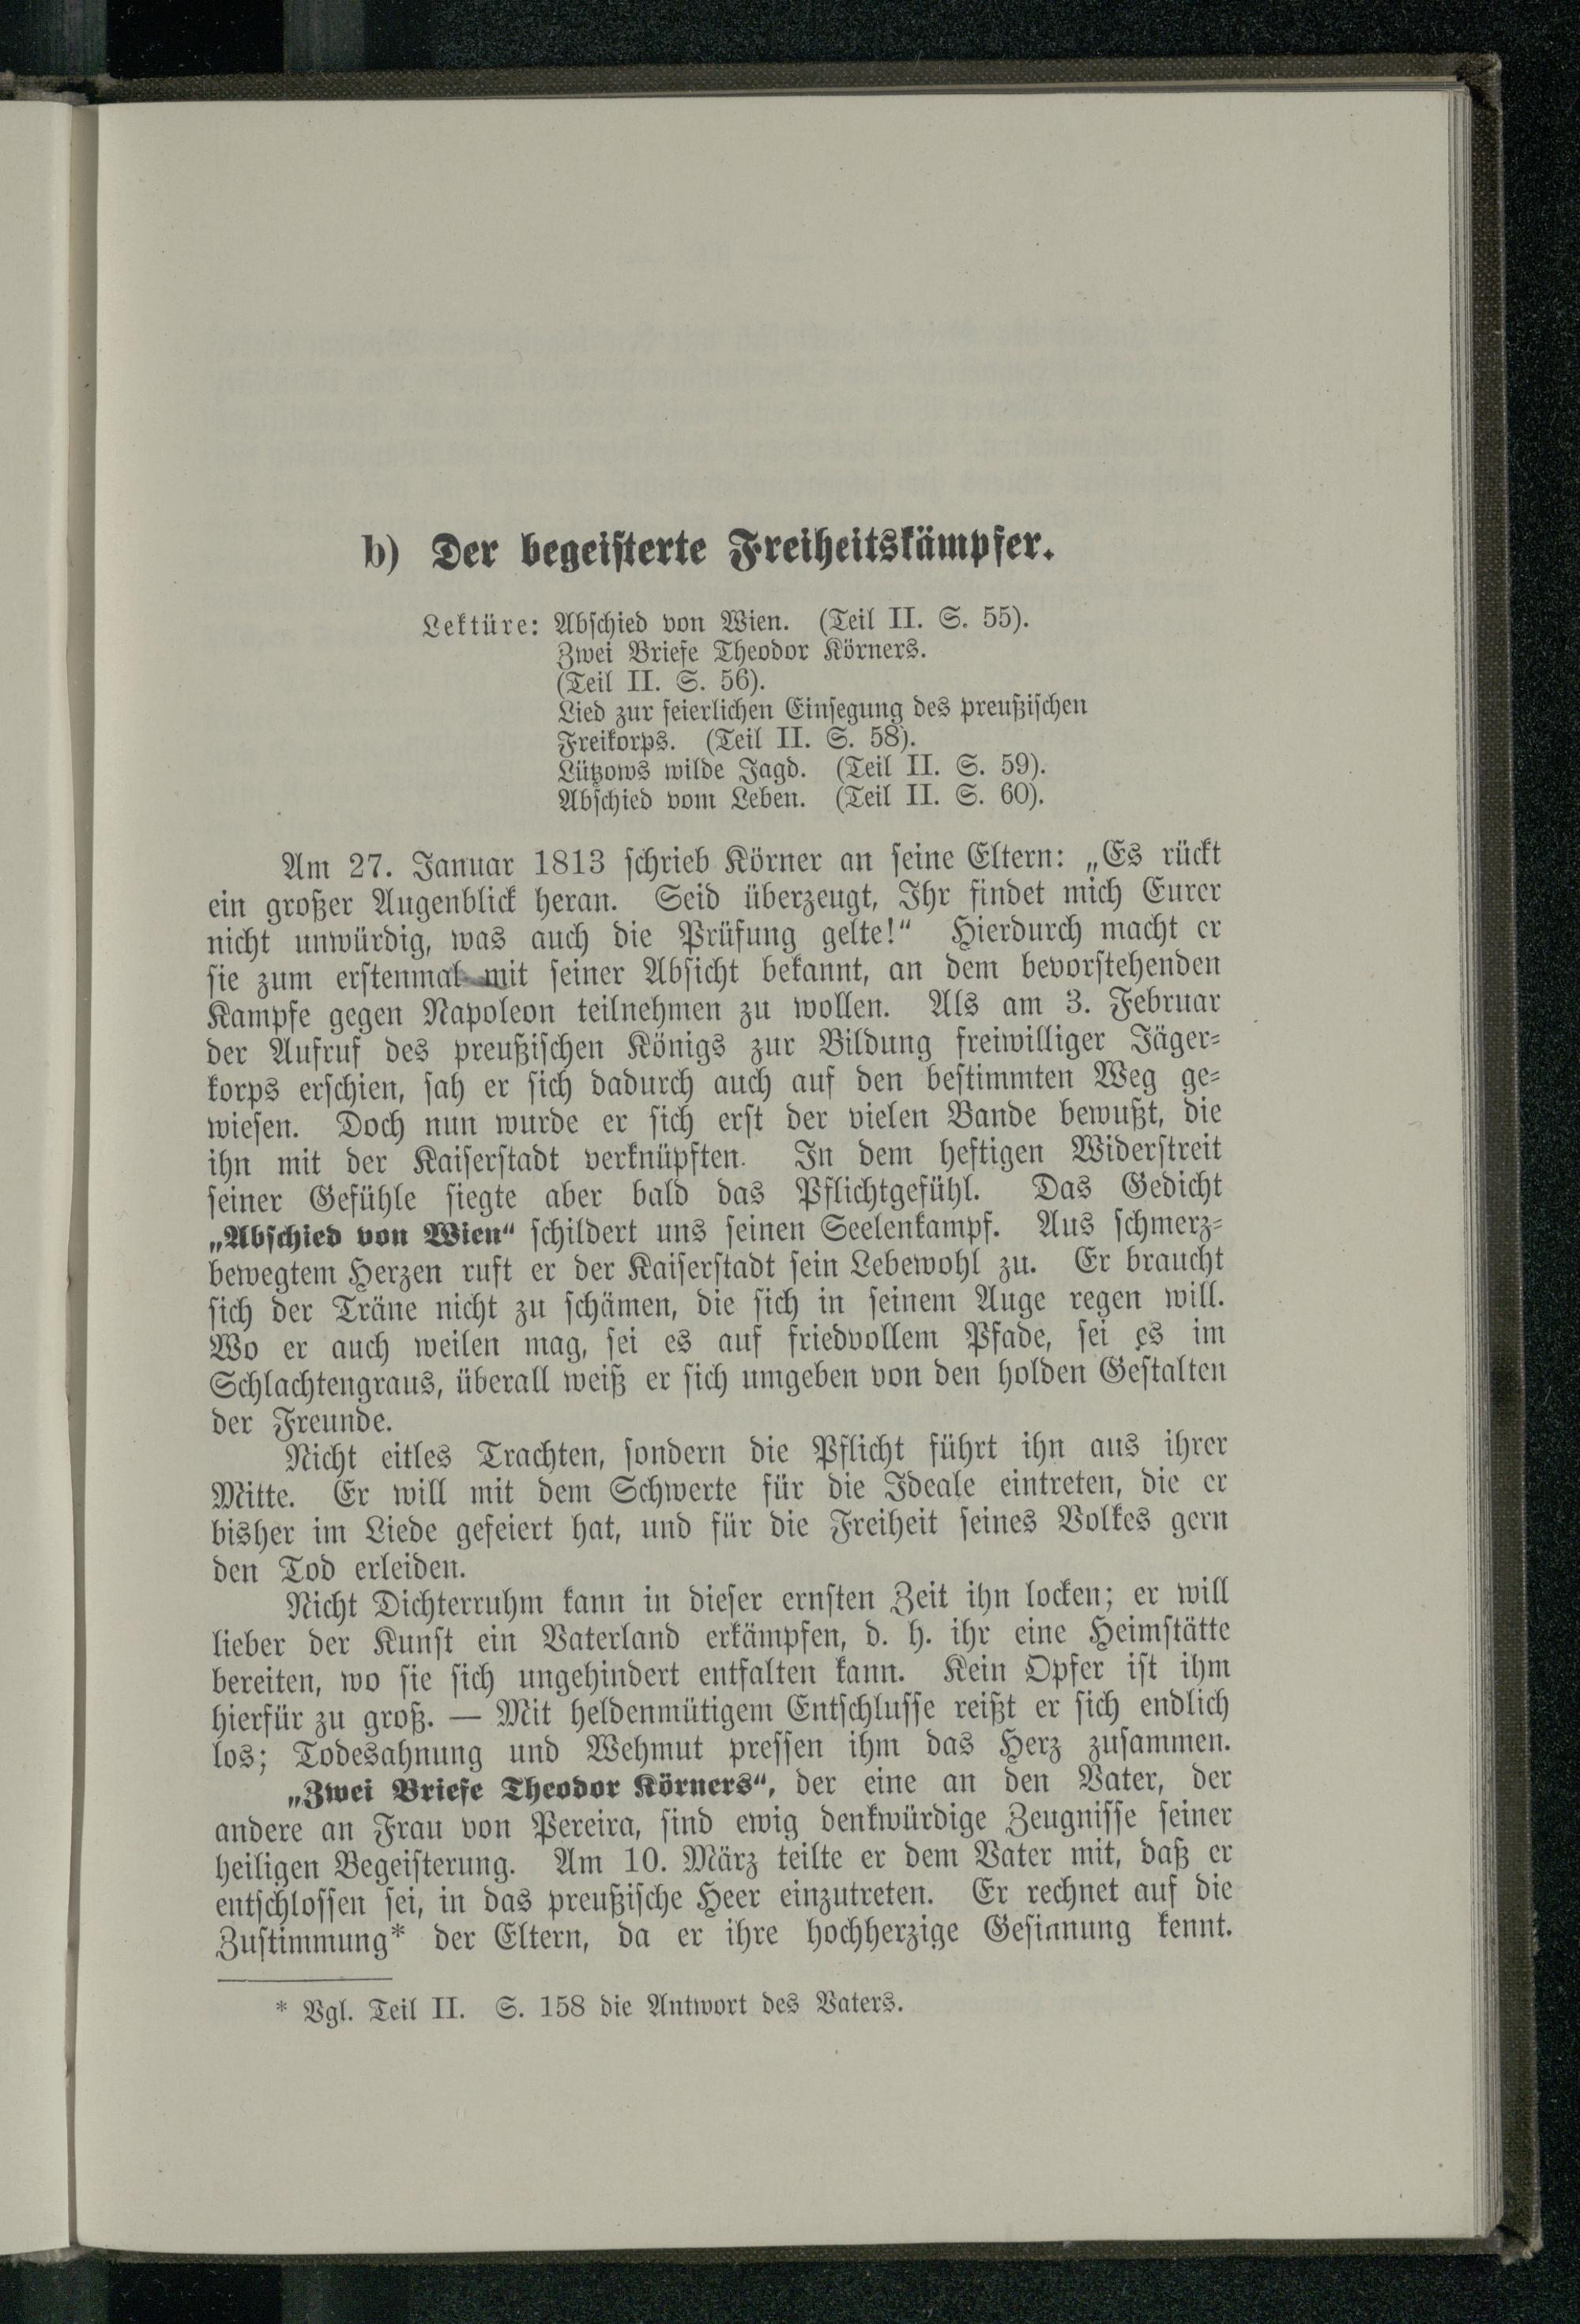 b) Der begeisterte Freiheitskämpfer.
Lektüre: Abschied von Wien. (Teil II. S. 55).
Zwei Briefe Theodor Körners.
(Teil II. S. 56).
Lied zur feierlichen Einsegung des preußischen
Freikorps. (Teil II. S. 58).
Lützows wilde Jagd. (Teil II. S. 59).
Abschied vom Leben. (Teil II. S. 60).
Am 27. Januar 1813 schrieb Körner an seine Eltern: „Es rückt
ein großer Augenblick heran. Seid überzeugt, Ihr findet mich Eurer
nicht unwürdig, was auch die Prüfung gelte!“ Hierdurch macht er
sie zum erstenmal mit seiner Absicht bekannt, an dem bevorstehenden
Kampfe gegen Napoleon teilnehmen zu wollen. Als am 3. Februar
der Aufruf des preußischen Königs zur Bildung freiwilliger Jäger-
korps erschien, sah er sich dadurch auch auf den bestimmten Weg ge-
wiesen. Doch nun wurde er sich erst der vielen Bande bewußt, die
ihn mit der Kaiserstadt verknüpften. In dem heftigen Widerstreit
seiner Gefühle siegte aber bald das Pflichtgefühl. Das Gedicht
„Abschied von Wien“ schildert uns seinen Seelenkampf. Aus schmerz-
bewegtem Herzen ruft er der Kaiserstadt sein Lebewohl zu. Er braucht
sich der Träne nicht zu schämen, die sich in seinem Auge regen will.
Wo er auch weilen mag, sei es auf friedvollem Pfade, sei es im
Schlachtengraus, überall weiß er sich umgeben von den holden Gestalten
der Freunde.
Nicht eitles Trachten, sondern die Pflicht führt ihn aus ihrer
Mitte. Er will mit dem Schwerte für die Ideale eintreten, die er
bisher im Liede gefeiert hat, und für die Freiheit seines Volkes gern
den Tod erleiden.
Nicht Dichterruhm kann in dieser ernsten Zeit ihn locken; er will
lieber der Kunst ein Vaterland erkämpfen, d. h. ihr eine Heimstätte
bereiten, wo sie sich ungehindert entfalten kann. Kein Opfer ist ihm
hierfür zu groß. — Mit heldenmütigem Entschlusse reißt er sich endlich
los; Todesahnung und Wehmut pressen ihm das Herz zusammen.
„Zwei Briefe Theodor Körners“, der eine an den Vater, der
andere an Frau von Pereira, sind ewig denkwürdige Zeugnisse seiner
heiligen Begeisterung. Am 10. März teilte er dem Vater mit, daß er
entschlossen sei, in das preußische Heer einzutreten. Er rechnet auf die
Zustimmung* der Eltern, da er ihre hochherzige Gesinnung kennt.
* Vgl. Teil II. S. 158 die Antwort des Vaters.